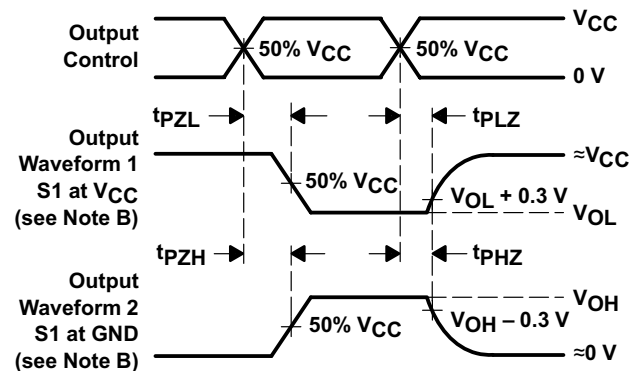 Output
Control
50% VCC
50% VCC
VCC
0 V
tPZL
tPLZ
Output
Waveform 1
S1 at VCC
(see Note B)
50% VCC
≈VCC
VOL + 0.3 V
VOL
tPZH
tPHZ
Output
Waveform 2
S1 at GND
(see Note B)
50% VCC
VOH
VOH – 0.3 V
≈0 V